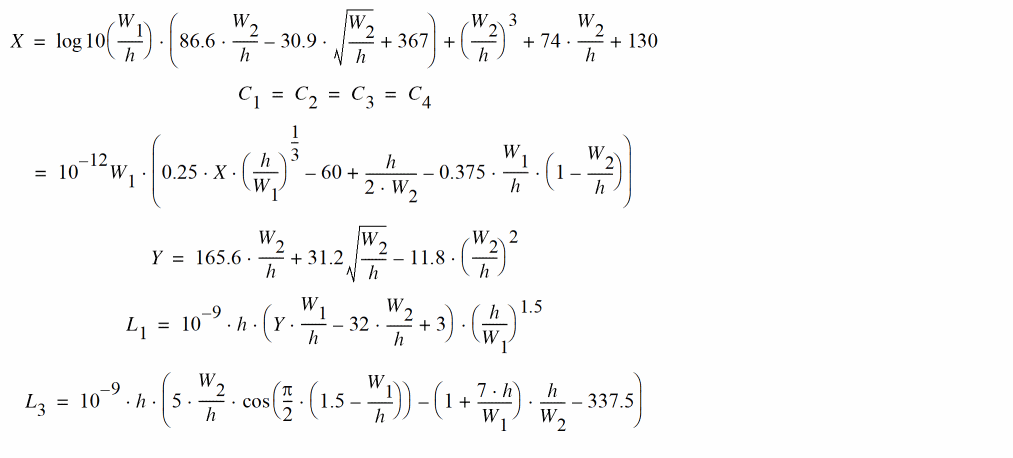 X = log10(W₁/h) · (86.6 · W₂/h − 30.9 · √(W₂/h) + 367) + (W₂/h)³ + 74 · W₂/h + 130
C₁ = C₂ = C₃ = C₄
= 10⁻¹²W₁ · (0.25 · X · (h/W₁)^(1/3) − 60 + h/(2 · W₂) − 0.375 · W₁/h · (1 − W₂/h))
Y = 165.6 · W₂/h + 31.2√(W₂/h) − 11.8 · (W₂/h)²
L₁ = 10⁻⁹ · h · (Y · W₁/h − 32 · W₂/h + 3) · (h/W₁)^1.5
L₃ = 10⁻⁹ · h · (5 · W₂/h · cos(π/2 · (1.5 − W₁/h)) − (1 + 7 · h/W₁) · h/W₂ − 337.5)